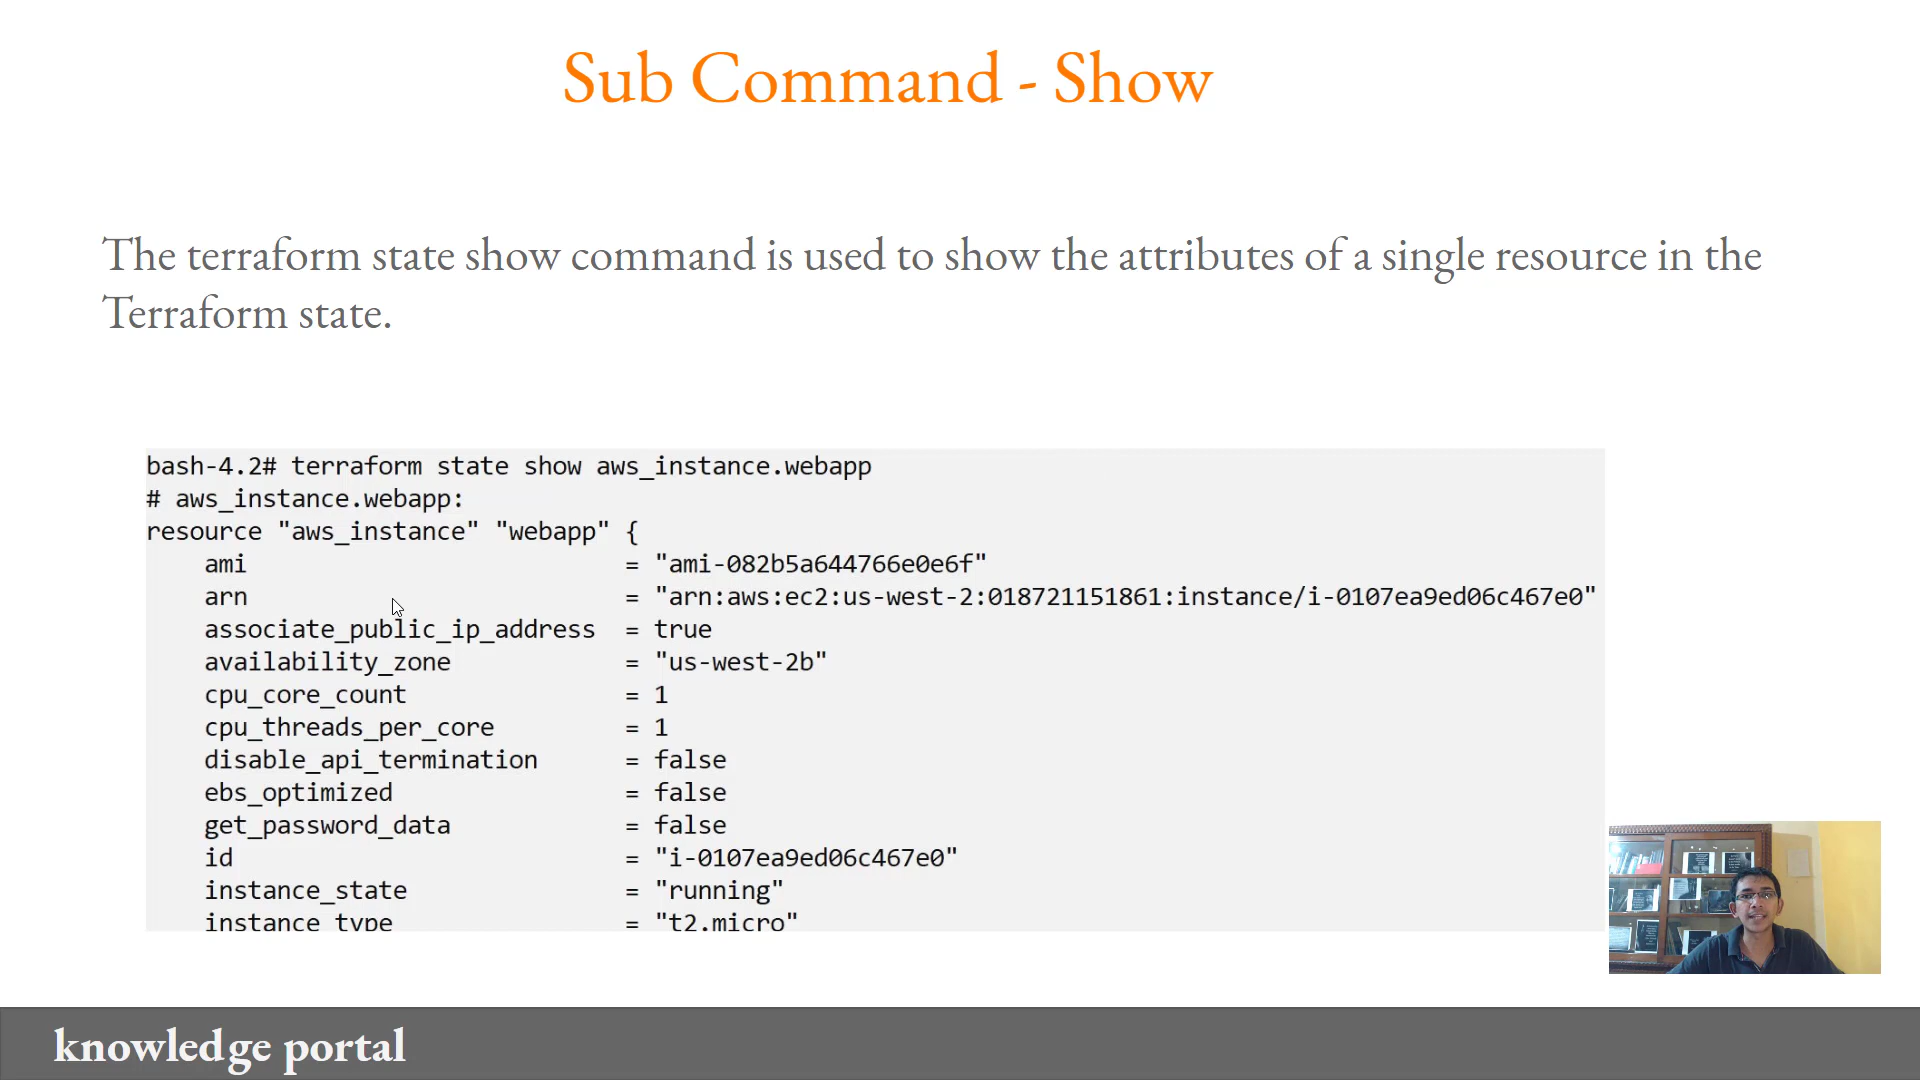 Sub Command - Show
The terraform state show command is used to show the attributes of a single resource in the
Terraform state.
bash-4.2# terraform state show aws_instance.webapp
# aws_instance.webapp:
resource "aws_instance" "webapp" {
ami = "ami-082b5a644766e0e6f"
arn = "arn:aws:ec2:us-west-2:018721151861:instance/i-0107ea9ed06c467e0"
associate_public_ip_address = true
availability_zone = "us-west-2b"
cpu_core_count = 1
cpu_threads_per_core = 1
disable_api_termination = false
ebs_optimized = false
get_password_data = false
id = "i-0107ea9ed06c467e0"
instance_state = "running"
instance_type = "t2.micro"
knowledge portal